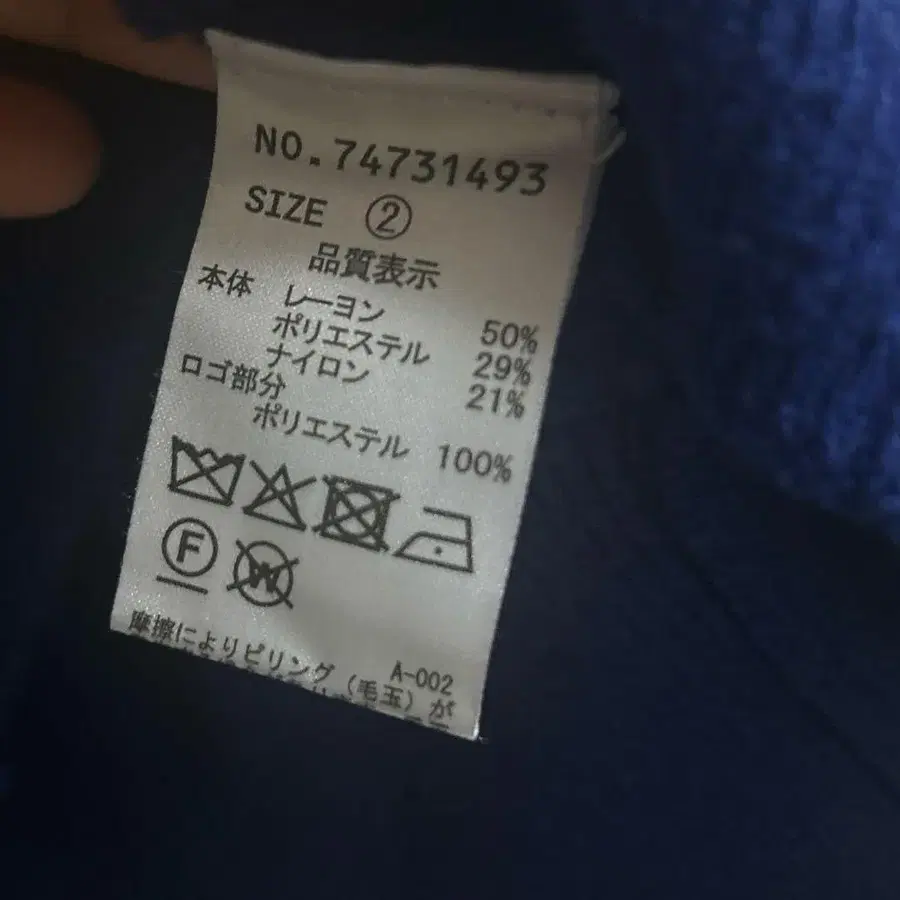 NO.74731493
SIZE ②
品質表示
本体 レーヨン 50%
ポリエステル 29%
ナイロン 21%
ロゴ部分
ポリエステル 100%
F W
A-002
摩擦によりピリング(毛玉)が